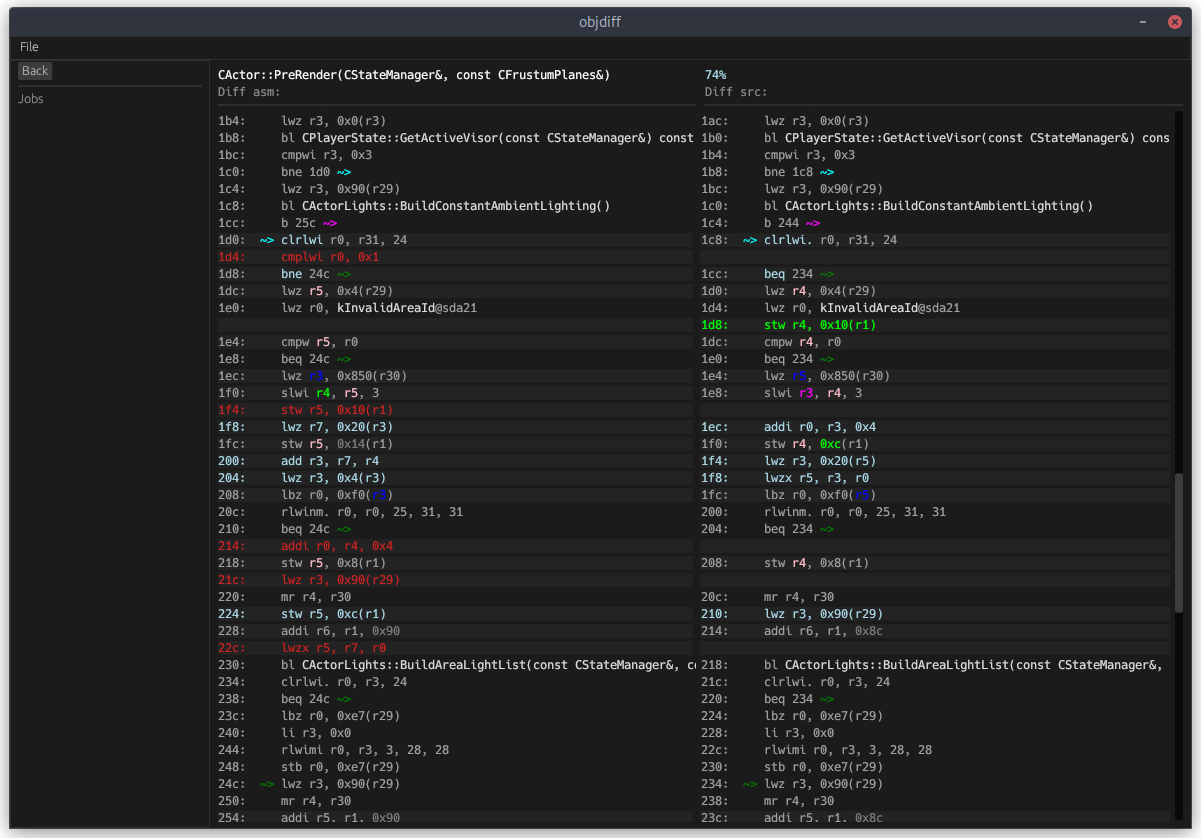 objdiff
File
Back
Jobs
CActor::PreRender(CStateManager&, const CFrustumPlanes&)
Diff asm:
1b4: lwz r3, 0x0(r3)
1b8: bl CPlayerState::GetActiveVisor(const CStateManager&) const
1bc: cmpwi r3, 0x3
1c0: bne 1d0 ~>
1c4: lwz r3, 0x90(r29)
1c8: bl CActorLights::BuildConstantAmbientLighting()
1cc: b 25c ~>
1d0: ~> clrlwi r0, r31, 24
1d4: cmplwi r0, 0x1
1d8: bne 24c ~>
1dc: lwz r5, 0x4(r29)
1e0: lwz r0, kInvalidAreaId@sda21
1e4: cmpw r5, r0
1e8: beq 24c ~>
1ec: lwz r3, 0x850(r30)
1f0: slwi r4, r5, 3
1f4: stw r5, 0x10(r1)
1f8: lwz r7, 0x20(r3)
1fc: stw r5, 0x14(r1)
200: add r3, r7, r4
204: lwz r3, 0x4(r3)
208: lbz r0, 0xf0(r3)
20c: rlwinm. r0, r0, 25, 31, 31
210: beq 24c ~>
214: addi r0, r4, 0x4
218: stw r5, 0x8(r1)
21c: lwz r3, 0x90(r29)
220: mr r4, r30
224: stw r5, 0xc(r1)
228: addi r6, r1, 0x90
22c: lwzx r5, r7, r0
230: bl CActorLights::BuildAreaLightList(const CStateManager&, c
234: clrlwi. r0, r3, 24
238: beq 24c ~>
23c: lbz r0, 0xe7(r29)
240: li r3, 0x0
244: rlwimi r0, r3, 3, 28, 28
248: stb r0, 0xe7(r29)
24c: ~> lwz r3, 0x90(r29)
250: mr r4, r30
254: addi r5, r1, 0x90
74%
Diff src:
1ac: lwz r3, 0x0(r3)
1b0: bl CPlayerState::GetActiveVisor(const CStateManager&) cons
1b4: cmpwi r3, 0x3
1b8: bne 1c8 ~>
1bc: lwz r3, 0x90(r29)
1c0: bl CActorLights::BuildConstantAmbientLighting()
1c4: b 244 ~>
1c8: ~> clrlwi. r0, r31, 24
1cc: beq 234 ~>
1d0: lwz r4, 0x4(r29)
1d4: lwz r0, kInvalidAreaId@sda21
1d8: stw r4, 0x10(r1)
1dc: cmpw r4, r0
1e0: beq 234 ~>
1e4: lwz r5, 0x850(r30)
1e8: slwi r3, r4, 3
1ec: addi r0, r3, 0x4
1f0: stw r4, 0xc(r1)
1f4: lwz r3, 0x20(r5)
1f8: lwzx r5, r3, r0
1fc: lbz r0, 0xf0(r5)
200: rlwinm. r0, r0, 25, 31, 31
204: beq 234 ~>
208: stw r4, 0x8(r1)
20c: mr r4, r30
210: lwz r3, 0x90(r29)
214: addi r6, r1, 0x8c
218: bl CActorLights::BuildAreaLightList(const CStateManager&,
21c: clrlwi. r0, r3, 24
220: beq 234 ~>
224: lbz r0, 0xe7(r29)
228: li r3, 0x0
22c: rlwimi r0, r3, 3, 28, 28
230: stb r0, 0xe7(r29)
234: ~> lwz r3, 0x90(r29)
238: mr r4, r30
23c: addi r5, r1, 0x8c